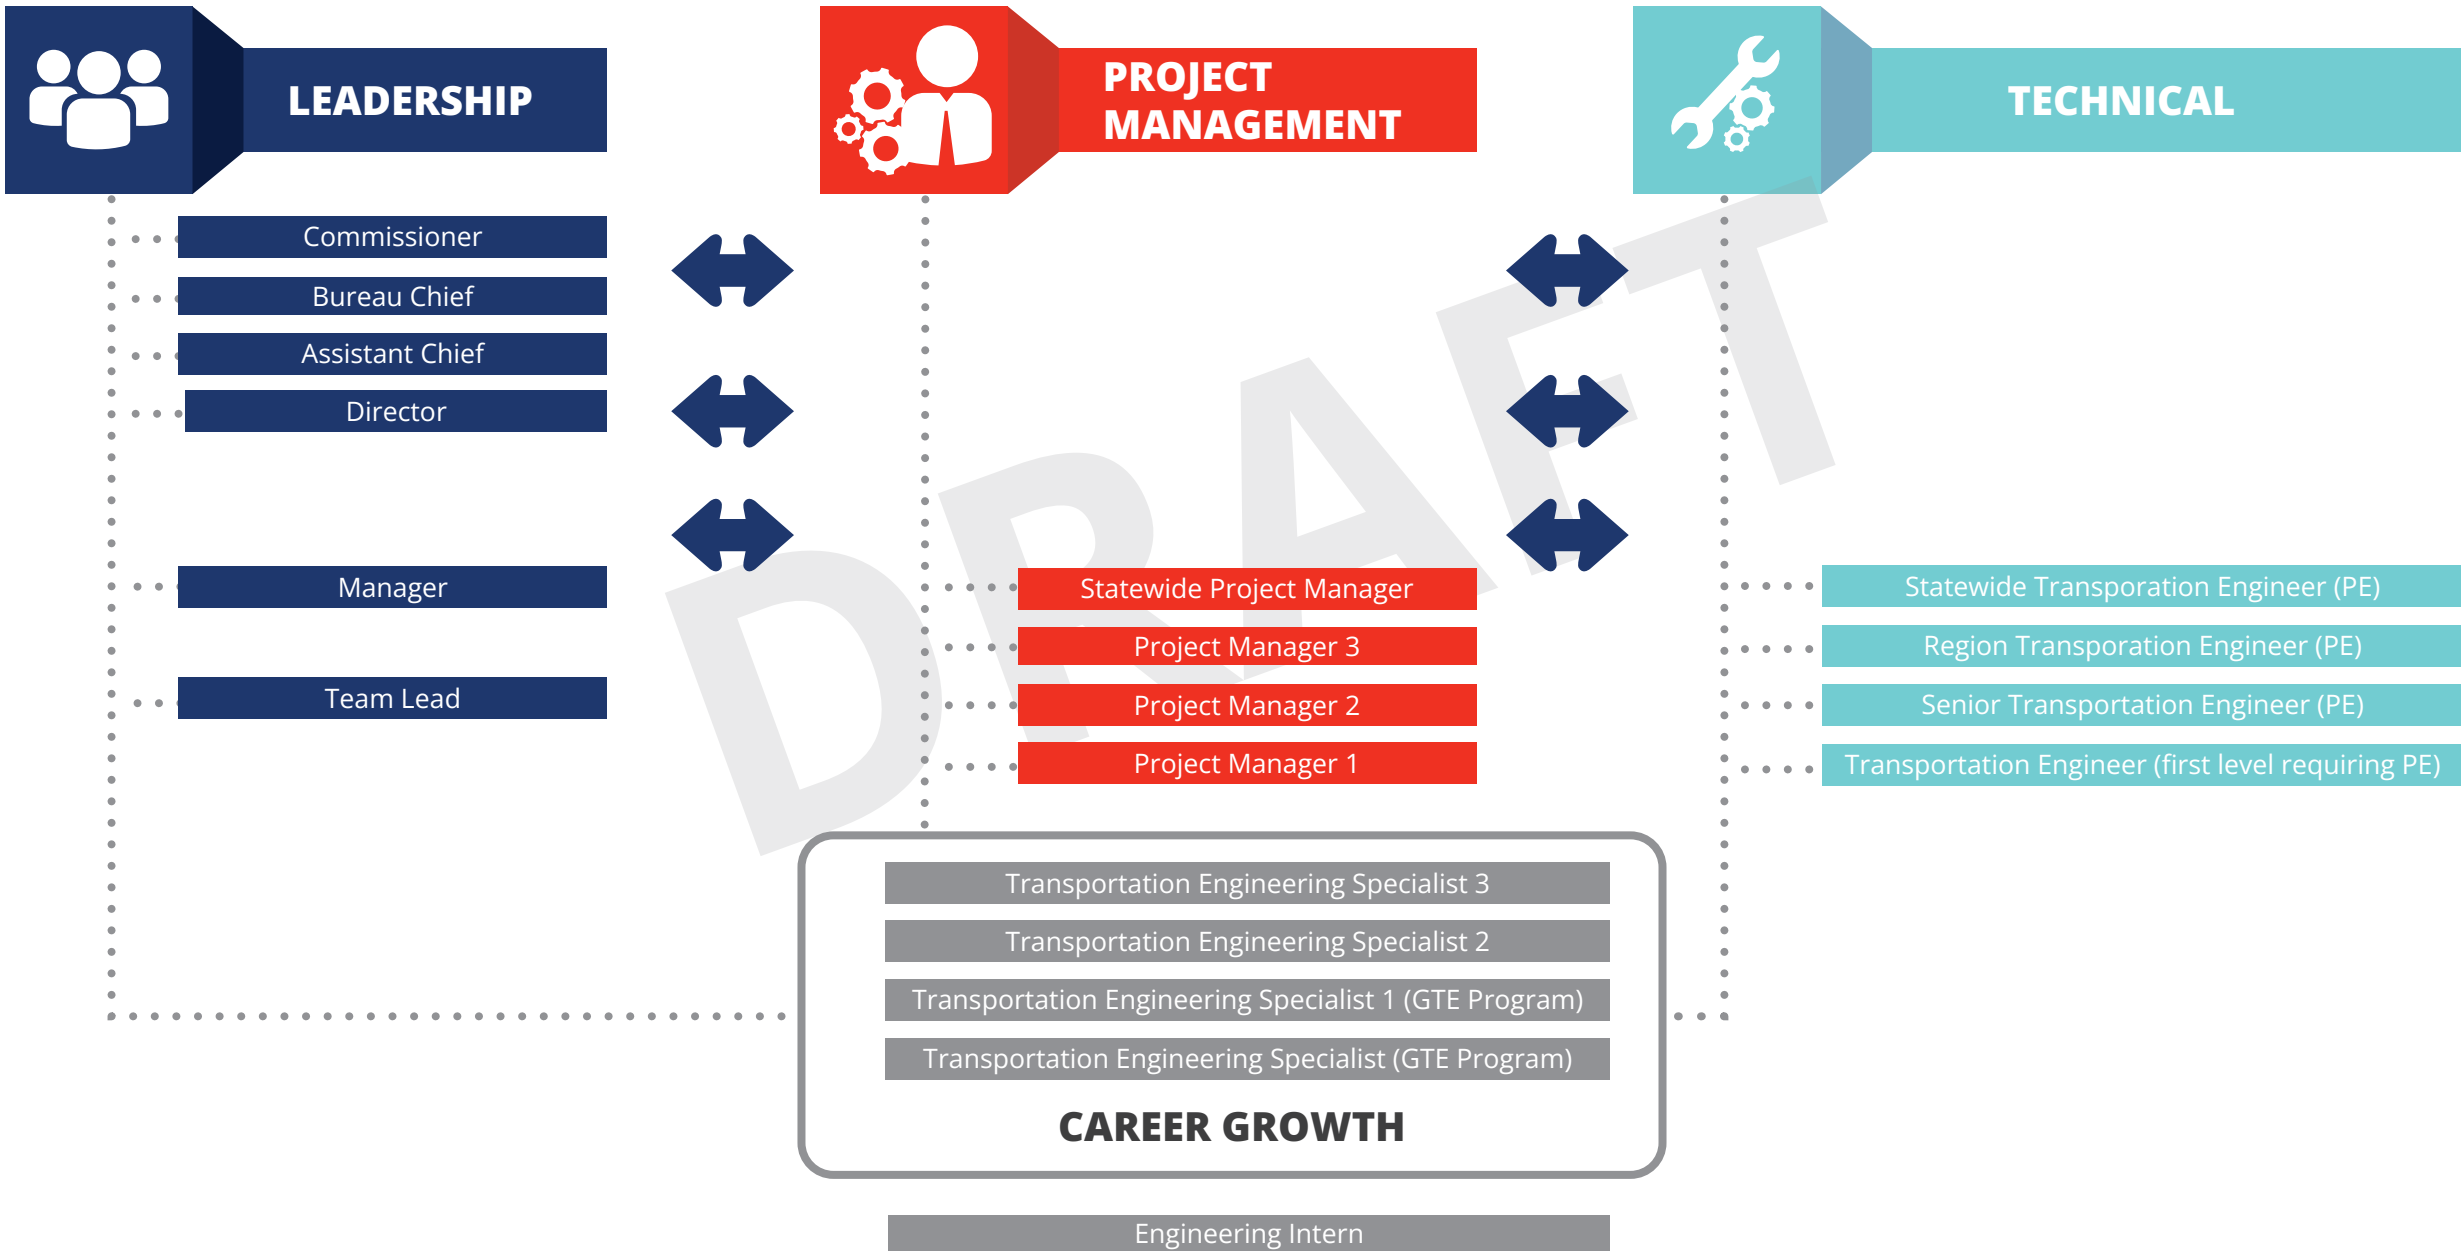 LEADERSHIP
Commissioner
Bureau Chief
Assistant Chief
Director
Manager
Team Lead
PROJECT
MANAGEMENT
Statewide Project Manager
Project Manager 3
Project Manager 2
Project Manager 1
TECHNICAL
Statewide Transporation Engineer (PE)
Region Transporation Engineer (PE)
Senior Transportation Engineer (PE)
Transportation Engineer (first level requiring PE)
DRAFT
Transportation Engineering Specialist 3
Transportation Engineering Specialist 2
Transportation Engineering Specialist 1 (GTE Program)
Transportation Engineering Specialist (GTE Program)
CAREER GROWTH
Engineering Intern